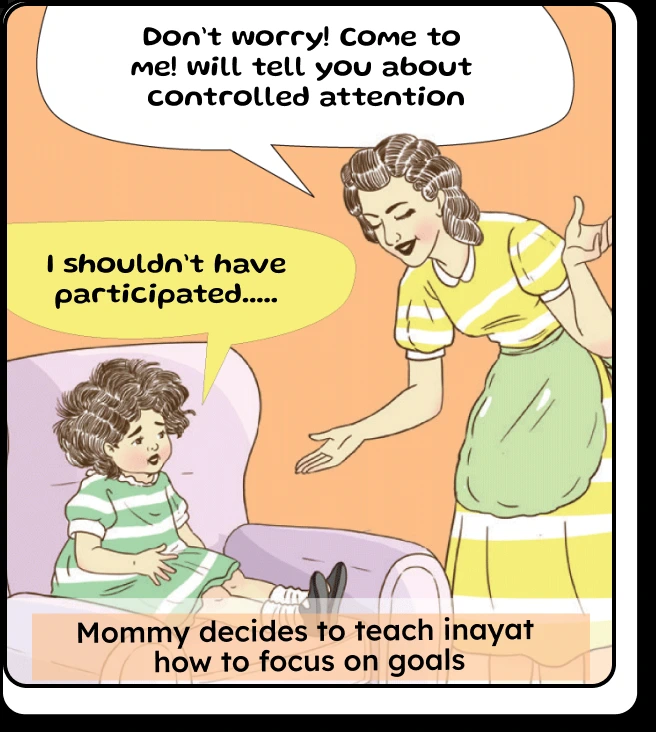 Don't worry! Come to
me! will tell you about
controlled attention
I shouldn't have
participated.....
Mommy decides to teach inayat
how to focus on goals